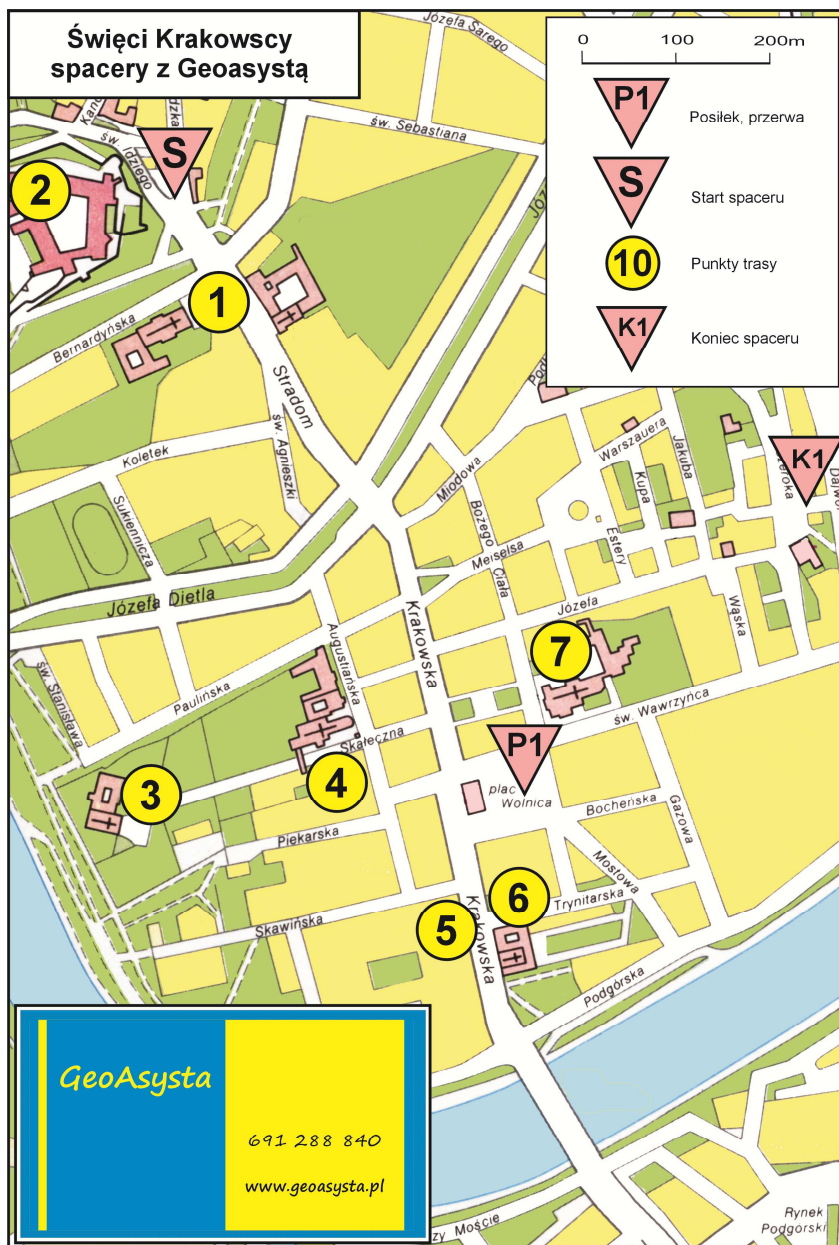 Święci Krakowscy
spacery z Geoasystą
0 100 200m
P1 Posiłek, przerwa
S Start spaceru
10 Punkty trasy
K1 Koniec spaceru
Józefa Sarego
św. Sebastiana
św. Idziego
S
2
1
Bernardyńska
Stradom
św. Agnieszki
Koletek
Sukiennicza
Miodowa
Warszauera
Kupa
Jakuba
K1
Bożego
Ciała
Estery
Meiselsa
Józefa Dietla
Krakowska
Józefa
Wąska
7
Augustiańska
Paulińska
św. Stanisława
św. Wawrzyńca
Skałeczna
P1
3
4
plac
Wolnica
Bocheńska
Gazowa
Piekarska
Mostowa
6
Trynitarska
5
Krakowska
Skawińska
Podgórska
GeoAsysta
691 288 840
www.geoasysta.pl
Rynek
Podgórski